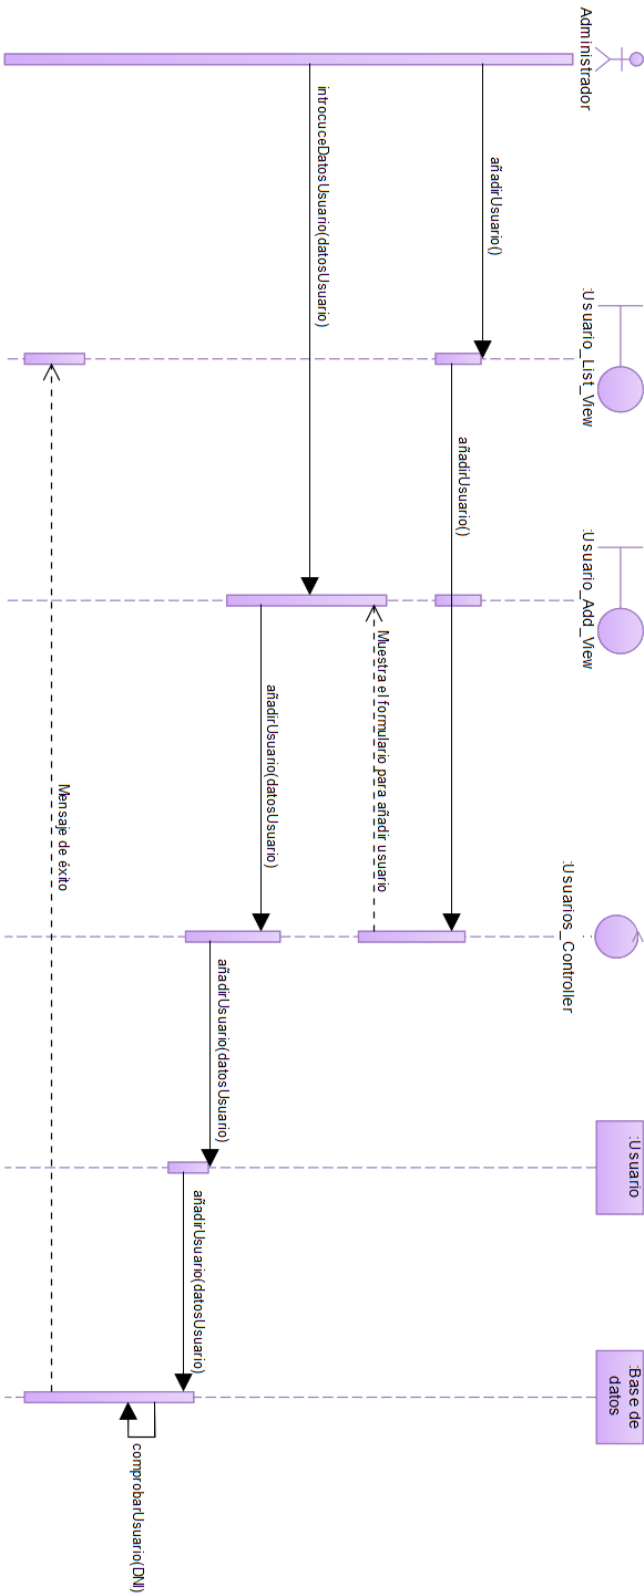 Administrador
:Usuario_List_View
:Usuario_Add_View
:Usuarios_Controller
:Usuario
:Base de
datos
añadirUsuario()
añadirUsuario()
Muestra el formulario para añadir usuario
introcuceDatosUsuario(datosUsuario)
añadirUsuario(datosUsuario)
añadirUsuario(datosUsuario)
añadirUsuario(datosUsuario)
comprobarUsuario(DNI)
Mensaje de éxito